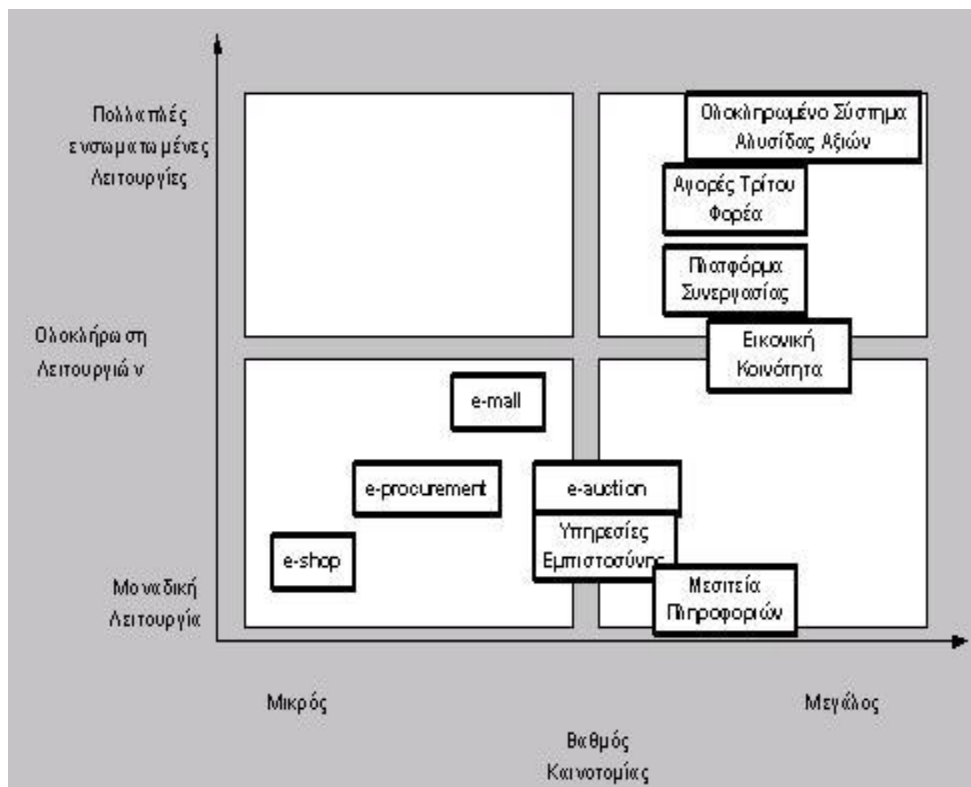 Πολλαπλές
ενσωματωμένες
Λειτουργίες
Ολοκληρωμένο Σύστημα
Αλυσίδας Αξιών
Αγορές Τρίτου
Φορέα
Πλατφόρμα
Συνεργασίας
Ολοκλήρωση
Λειτουργιών
Εικονική
Κοινότητα
e-mall
e-procurement
e-auction
Υπηρεσίες
Εμπιστοσύνης
e-shop
Μεσιτεία
Πληροφοριών
Μοναδική
Λειτουργία
Μικρός
Μεγάλος
Βαθμός
Καινοτομίας